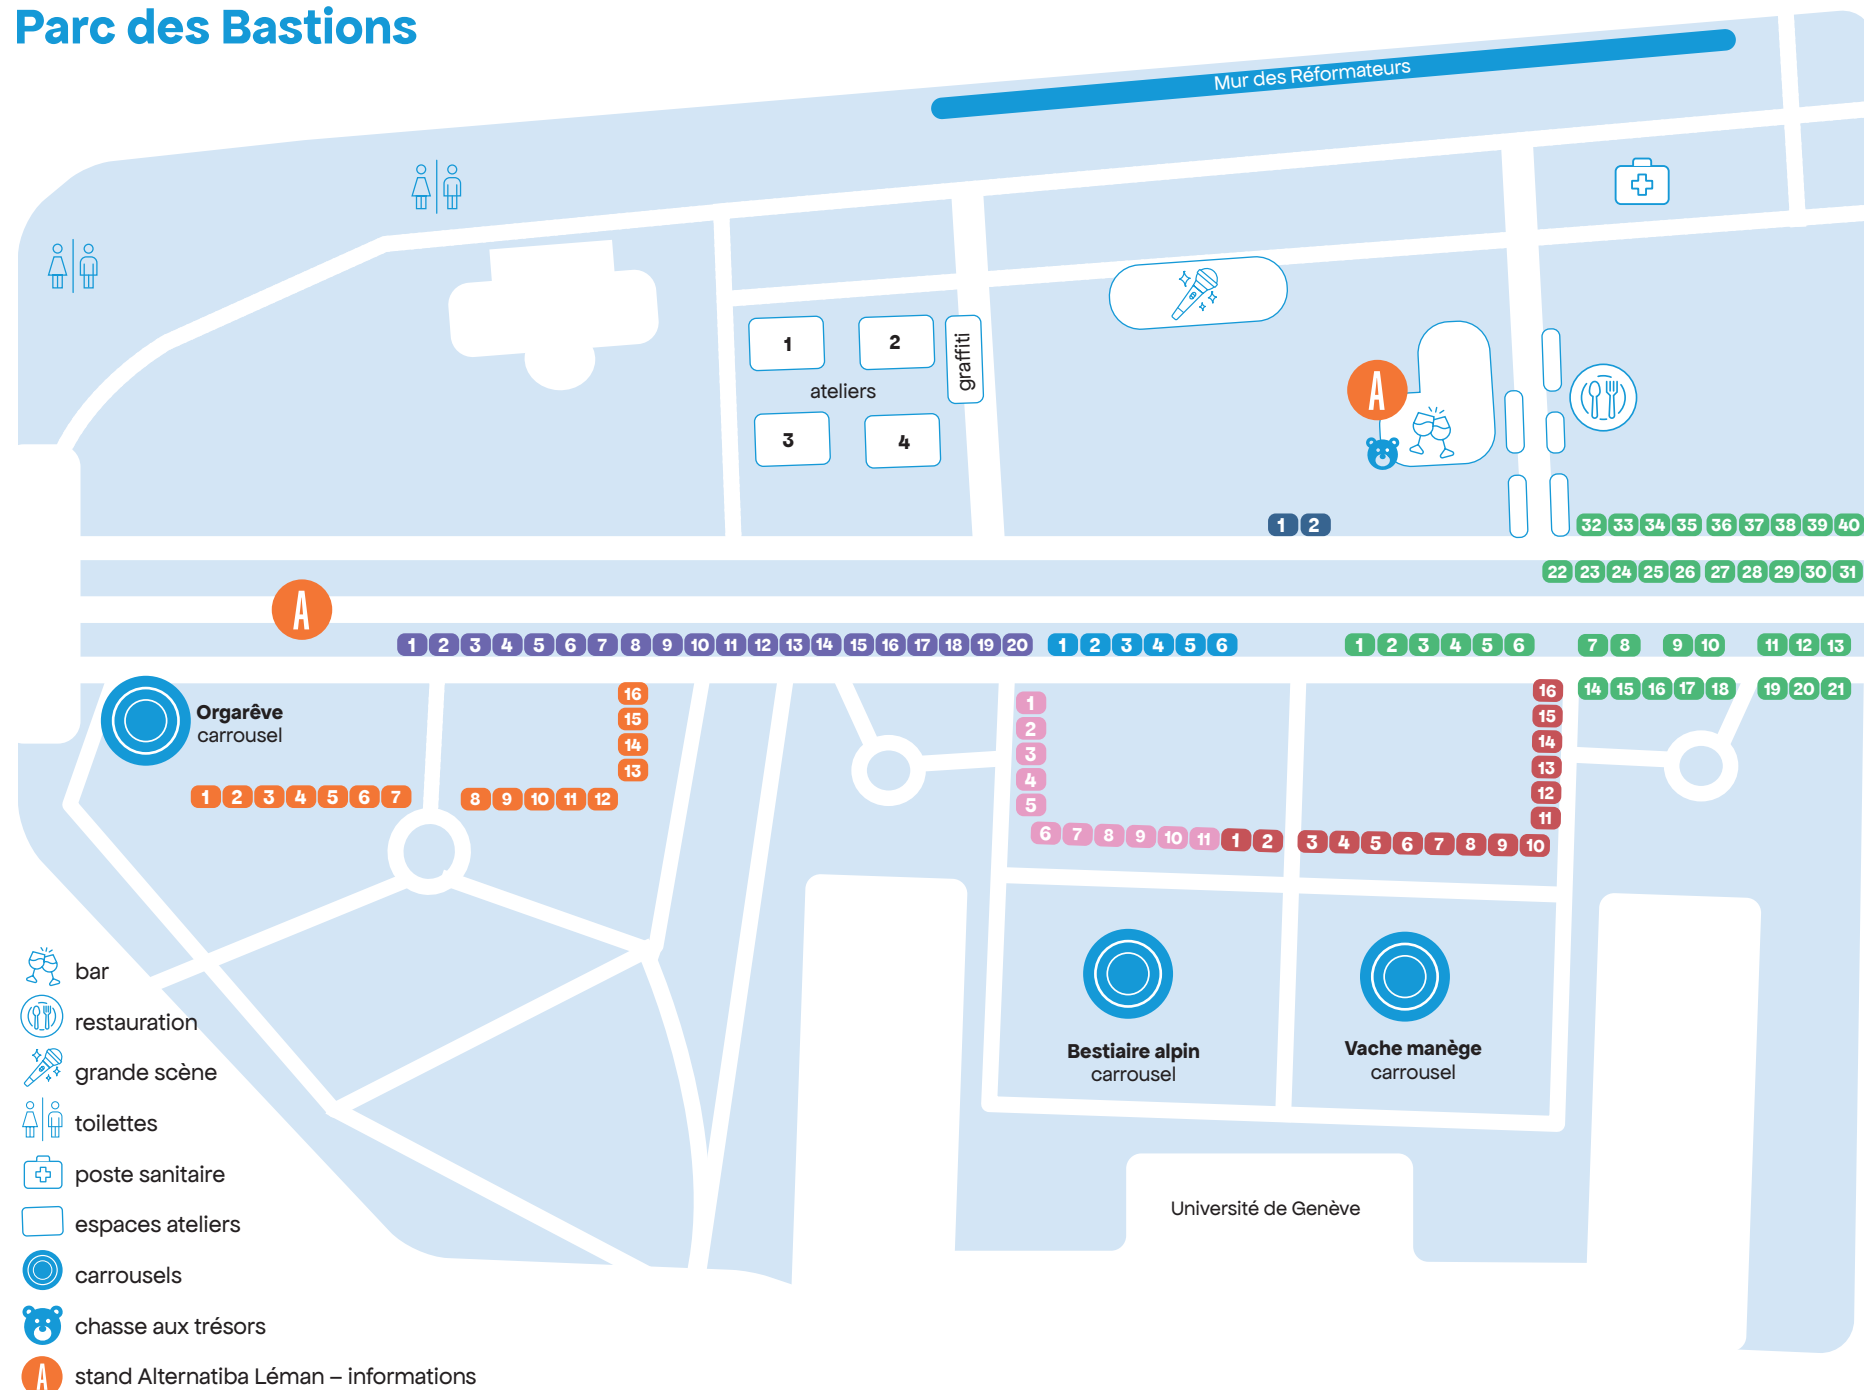 Parc des Bastions
Mur des Réformateurs
1 2
graffiti
ateliers
3 4
A
1 2
32 33 34 35 36 37 38 39 40
22 23 24 25 26 27 28 29 30 31
A
1 2 3 4 5 6 7 8 9 10 11 12 13 14 15 16 17 18 19 20
1 2 3 4 5 6
1 2 3 4 5 6
7 8
9 10
11 12 13
14 15 16 17 18
19 20 21
Orgarêve
carrousel
16
15
14
13
1 2 3 4 5 6 7
8 9 10 11 12
1
2
3
4
5
6 7 8 9 10 11
1 2
3 4 5 6 7 8 9 10
16
15
14
13
12
11
Bestiaire alpin
carrousel
Vache manège
carrousel
Université de Genève
bar
restauration
grande scène
toilettes
poste sanitaire
espaces ateliers
carrousels
chasse aux trésors
A
stand Alternatiba Léman – informations